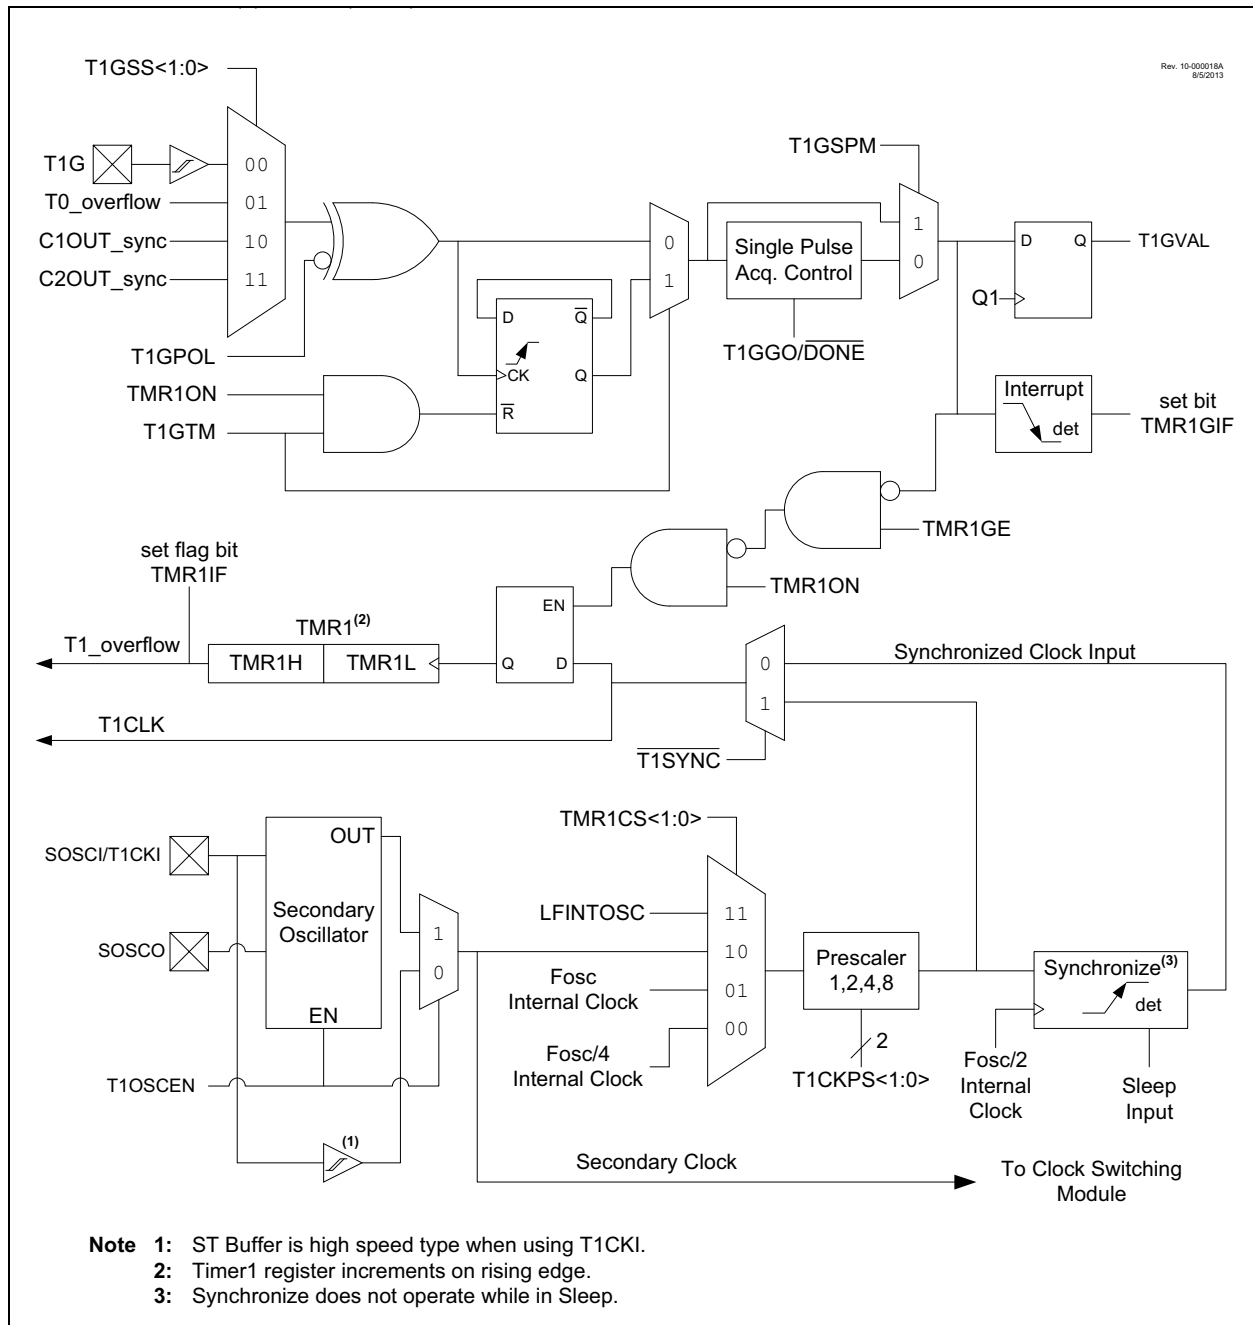 Rev. 10-000018A
8/5/2013
T1GSS<1:0>
T1G
T0_overflow
C1OUT_sync
C2OUT_sync
00
01
10
11
T1GPOL
TMR1ON
T1GTM
D
Q
CK
Q
R
0
1
Single Pulse
Acq. Control
T1GGO/DONE
T1GSPM
1
0
D
Q
Q1
T1GVAL
Interrupt
det
set bit
TMR1GIF
TMR1GE
TMR1ON
set flag bit
TMR1IF
T1_overflow
TMR1(2)
TMR1H
TMR1L
EN
Q
D
T1CLK
0
1
T1SYNC
Synchronized Clock Input
SOSCI/T1CKI
SOSCO
OUT
Secondary
Oscillator
EN
T1OSCEN
(1)
1
0
TMR1CS<1:0>
LFINTOSC
Fosc
Internal Clock
Fosc/4
Internal Clock
11
10
01
00
Prescaler
1,2,4,8
2
T1CKPS<1:0>
Synchronize(3)
det
Fosc/2
Internal
Clock
Sleep
Input
Secondary Clock
To Clock Switching
Module
Note 1: ST Buffer is high speed type when using T1CKI.
2: Timer1 register increments on rising edge.
3: Synchronize does not operate while in Sleep.